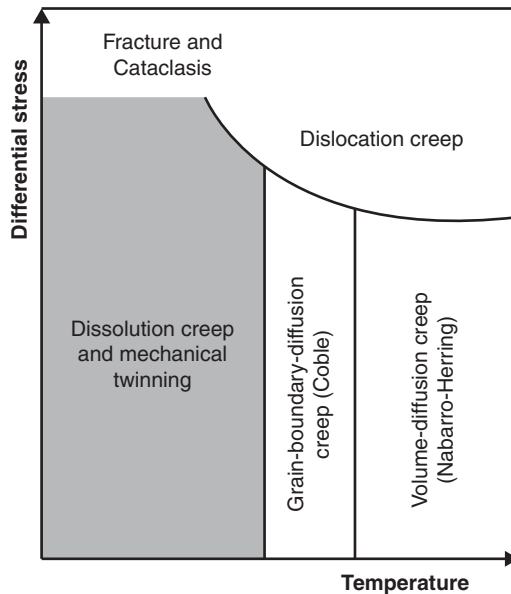 Fracture and
Cataclasis
Dislocation creep
Differential stress
Dissolution creep
and mechanical
twinning
Grain-boundary-diffusion
creep (Coble)
Volume-diffusion creep
(Nabarro-Herring)
Temperature